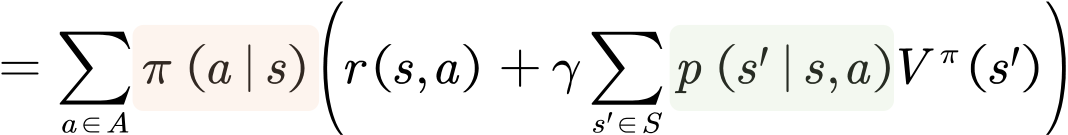 = ∑_{a∈A} π (a | s) ( r(s, a) + γ ∑_{s′∈S} p (s′ | s, a) V^π (s′) )